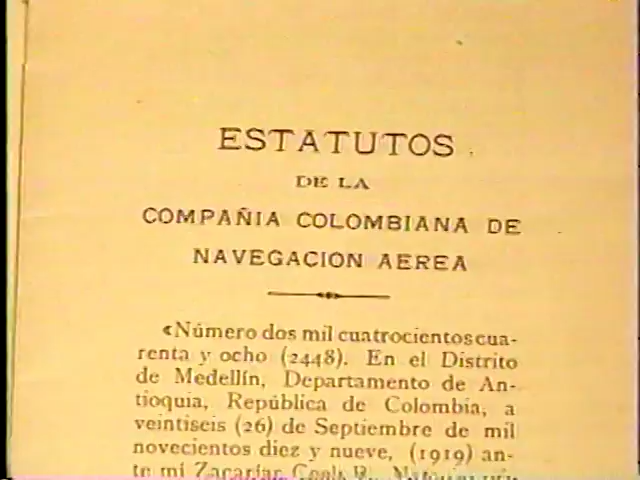 ESTATUTOS
DE LA
COMPAÑIA COLOMBIANA DE
NAVEGACION AEREA
«Número dos mil cuatrocientos cua-
renta y ocho (2448). En el Distrito
de Medellín, Departamento de An-
tioquia, República de Colombia, a
veintiseis (26) de Septiembre de mil
novecientos diez y nueve, (1919) an-
te mi Zacarías